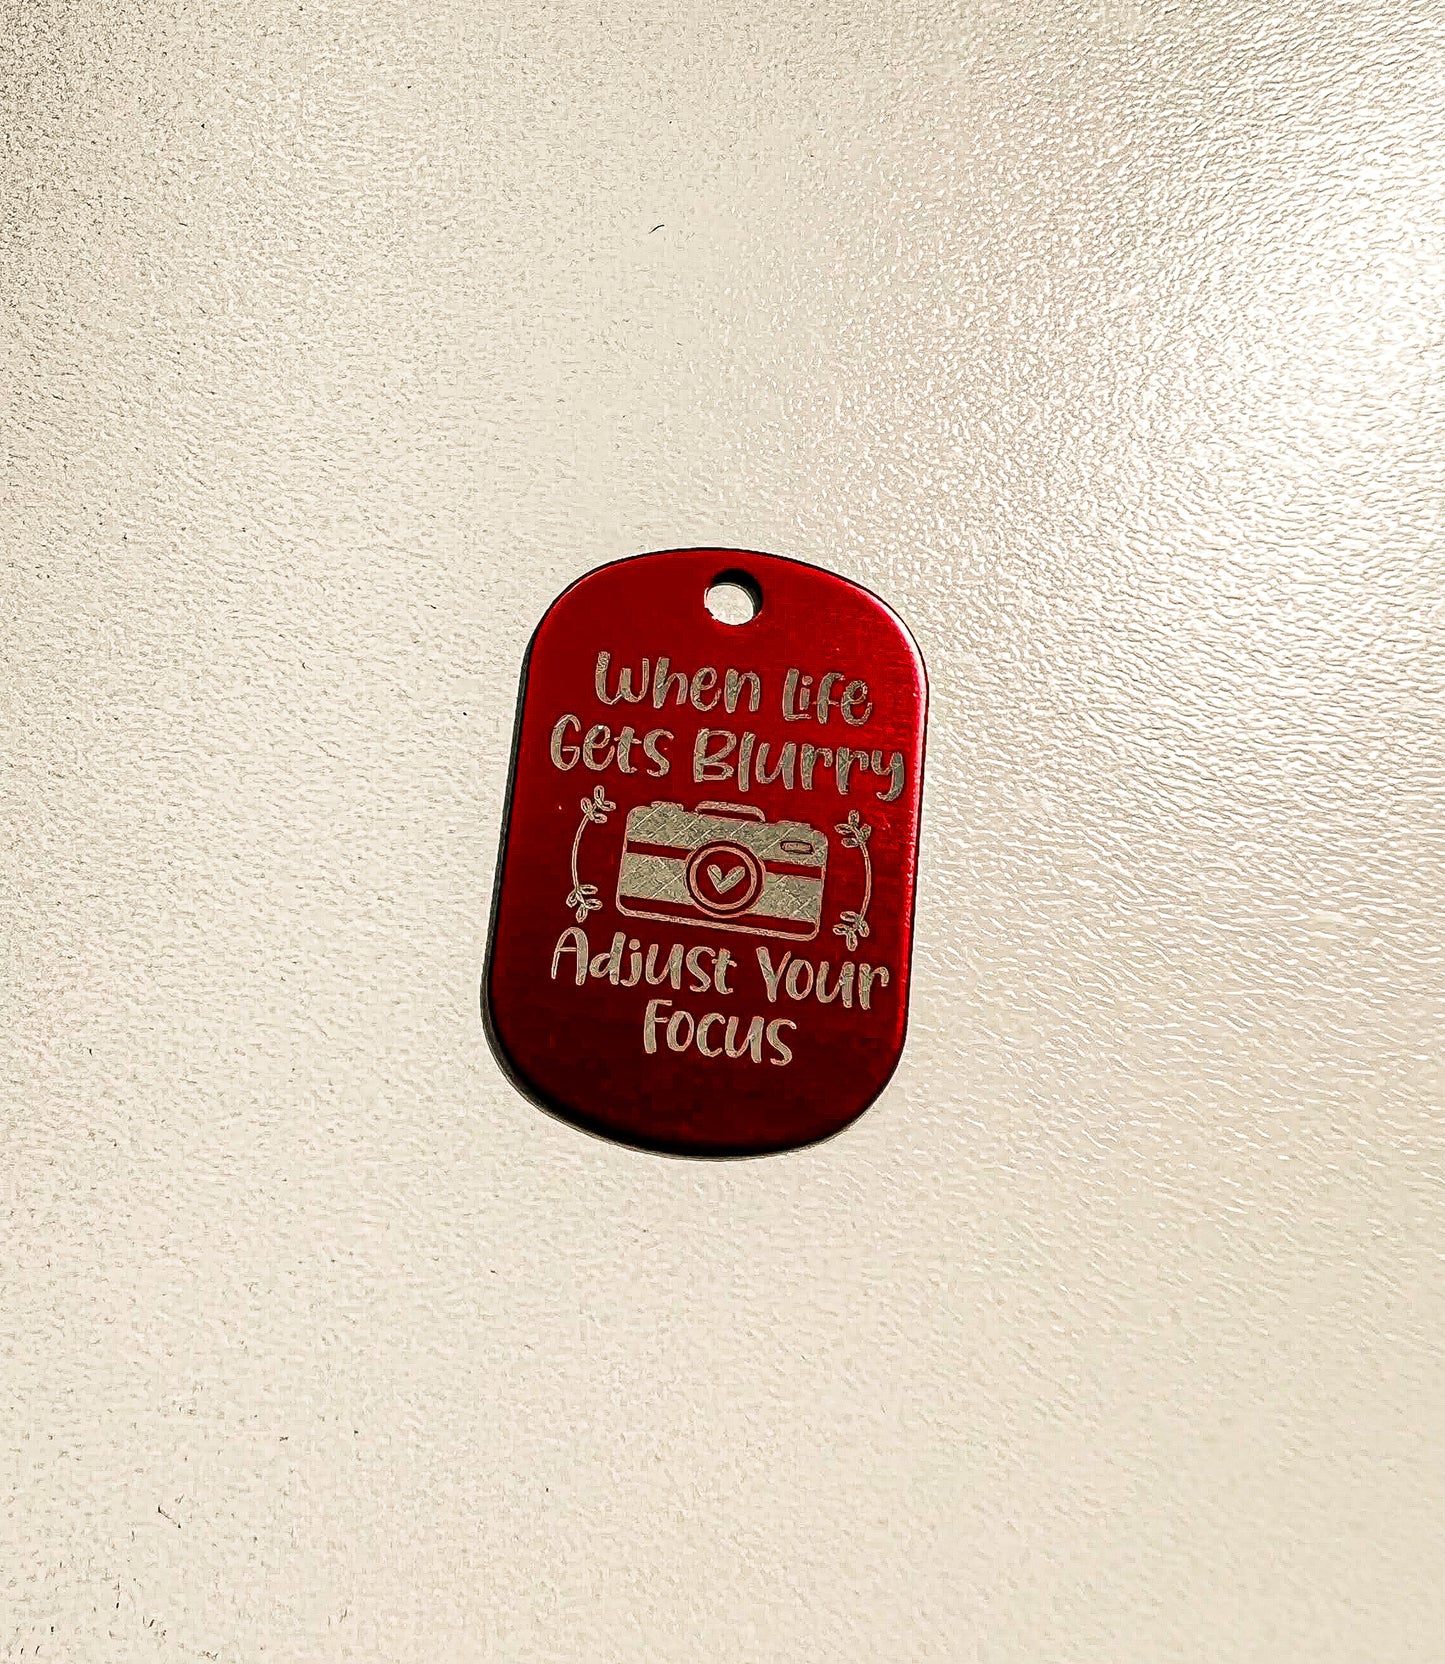 When Life
Gets Blurry
Adjust Your
Focus